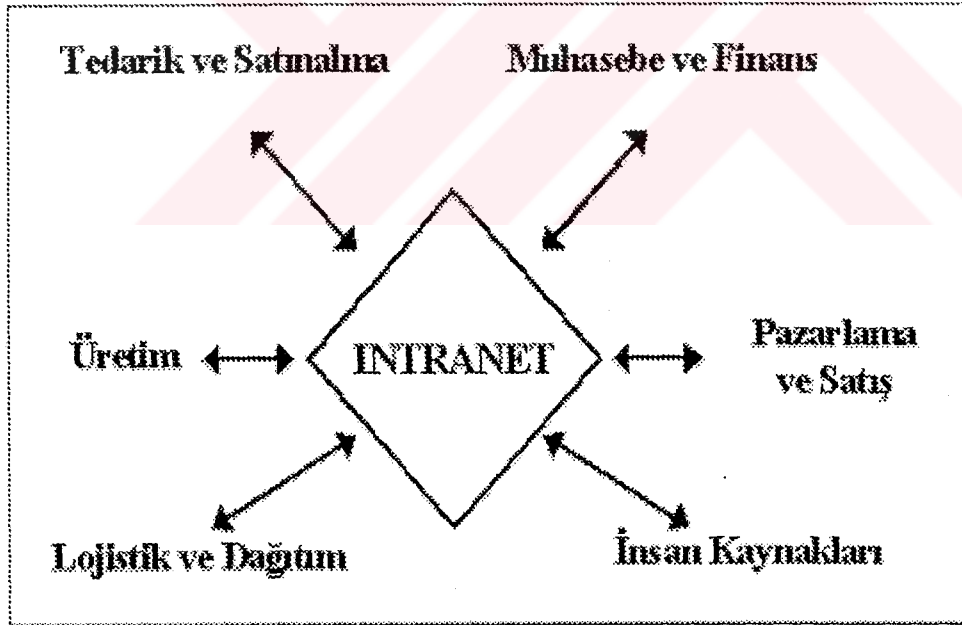 Tedarik ve Satınalma
Muhasebe ve Finans
Üretim
INTRANET
Pazarlama
ve Satış
Lojistik ve Dağıtım
İnsan Kaynakları